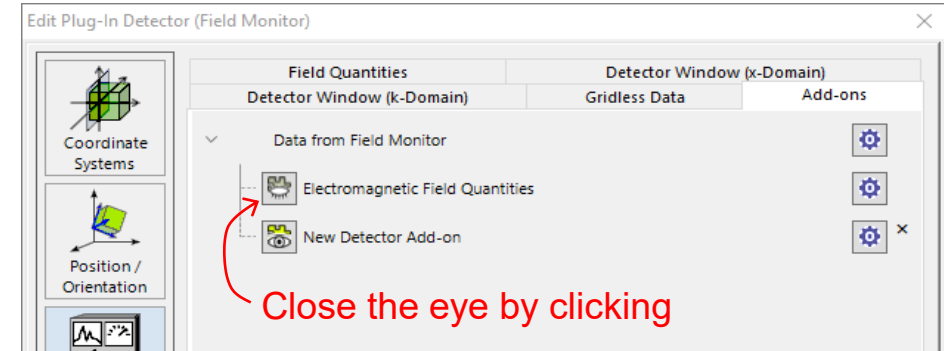 Edit Plug-In Detector (Field Monitor)
Field Quantities
Detector Window (x-Domain)
Detector Window (k-Domain)
Gridless Data
Add-ons
Coordinate
Systems
Data from Field Monitor
Electromagnetic Field Quantities
New Detector Add-on
Position /
Orientation
Close the eye by clicking